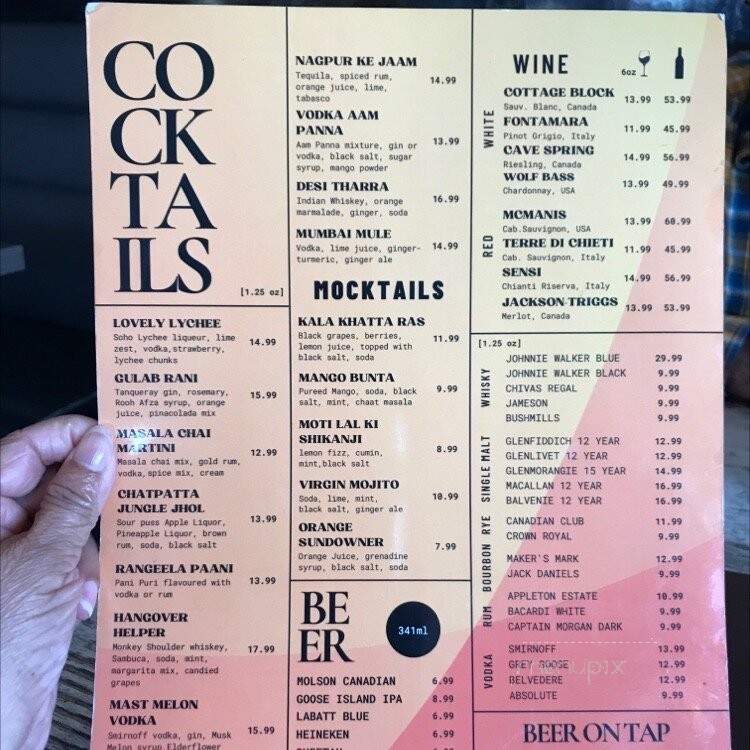 CO
CK
TA
ILS
[1.25 oz]
LOVELY LYCHEE
Soho Lychee liqueur, lime
zest, vodka,strawberry,
lychee chunks
14.99
GULAB RANI
Tanqueray gin, rosemary,
Rooh Afza syrup, orange
juice, pinacolada mix
15.99
MASALA CHAI
MARTINI
Masala chai mix, gold rum,
vodka,spice mix, cream
12.99
CHATPATTA
JUNGLE JHOL
Sour puss Apple Liquor,
Pineapple Liquor, brown
rum, soda, black salt
13.99
RANGEELA PAANI
Pani Puri flavoured with
vodka or rum
13.99
HANGOVER
HELPER
Monkey Shoulder whiskey,
Sambuca, soda, mint,
margarita mix, candied
grapes
17.99
MAST MELON
VODKA
Smirnoff vodka, gin, Musk
Melon syrup Elderflower
15.99
NAGPUR KE JAAM
Tequila, spiced rum,
orange juice, lime,
tabasco
14.99
VODKA AAM
PANNA
Aam Panna mixture, gin or
vodka, black salt, sugar
syrup, mango powder
13.99
DESI THARRA
Indian Whiskey, orange
marmalade, ginger, soda
16.99
MUMBAI MULE
Vodka, lime juice, ginger-
turmeric, ginger ale
14.99
MOCKTAILS
KALA KHATTA RAS
Black grapes, berries,
lemon juice, topped with
black salt, soda
11.99
MANGO BUNTA
Pureed Mango, soda, black
salt, mint, chaat masala
9.99
MOTI LAL KI
SHIKANJI
lemon fizz, cumin,
mint,black salt
8.99
VIRGIN MOJITO
Soda, lime, mint,
black salt, ginger ale
10.99
ORANGE
SUNDOWNER
Orange Juice, grenadine
syrup, black salt, soda
7.99
BE
ER
341ml
MOLSON CANADIAN 6.99
GOOSE ISLAND IPA 8.99
LABATT BLUE 6.99
HEINEKEN 6.99
WINE
6oz
WHITE
COTTAGE BLOCK
Sauv. Blanc, Canada
13.99 53.99
FONTAMARA
Pinot Grigio, Italy
11.99 45.99
CAVE SPRING
Riesling, Canada
14.99 56.99
WOLF BASS
Chardonnay, USA
13.99 49.99
RED
MCMANIS
Cab.Sauvignon, USA
13.99 60.99
TERRE DI CHIETI
Cab. Sauvignon, Italy
11.99 45.99
SENSI
Chianti Riserva, Italy
14.99 56.99
JACKSON-TRIGGS
Merlot, Canada
13.99 53.99
[1.25 oz]
WHISKY
JOHNNIE WALKER BLUE 29.99
JOHNNIE WALKER BLACK 9.99
CHIVAS REGAL 9.99
JAMESON 9.99
BUSHMILLS 9.99
SINGLE MALT
GLENFIDDICH 12 YEAR 12.99
GLENLIVET 12 YEAR 12.99
GLENMORANGIE 15 YEAR 14.99
MACALLAN 12 YEAR 16.99
BALVENIE 12 YEAR 16.99
RYE
CANADIAN CLUB 11.99
CROWN ROYAL 9.99
BOURBON
MAKER'S MARK 12.99
JACK DANIELS 9.99
RUM
APPLETON ESTATE 10.99
BACARDI WHITE 9.99
CAPTAIN MORGAN DARK 9.99
VODKA
SMIRNOFF 13.99
GREY GOOSE 12.99
BELVEDERE 12.99
ABSOLUTE 9.99
BEER ON TAP